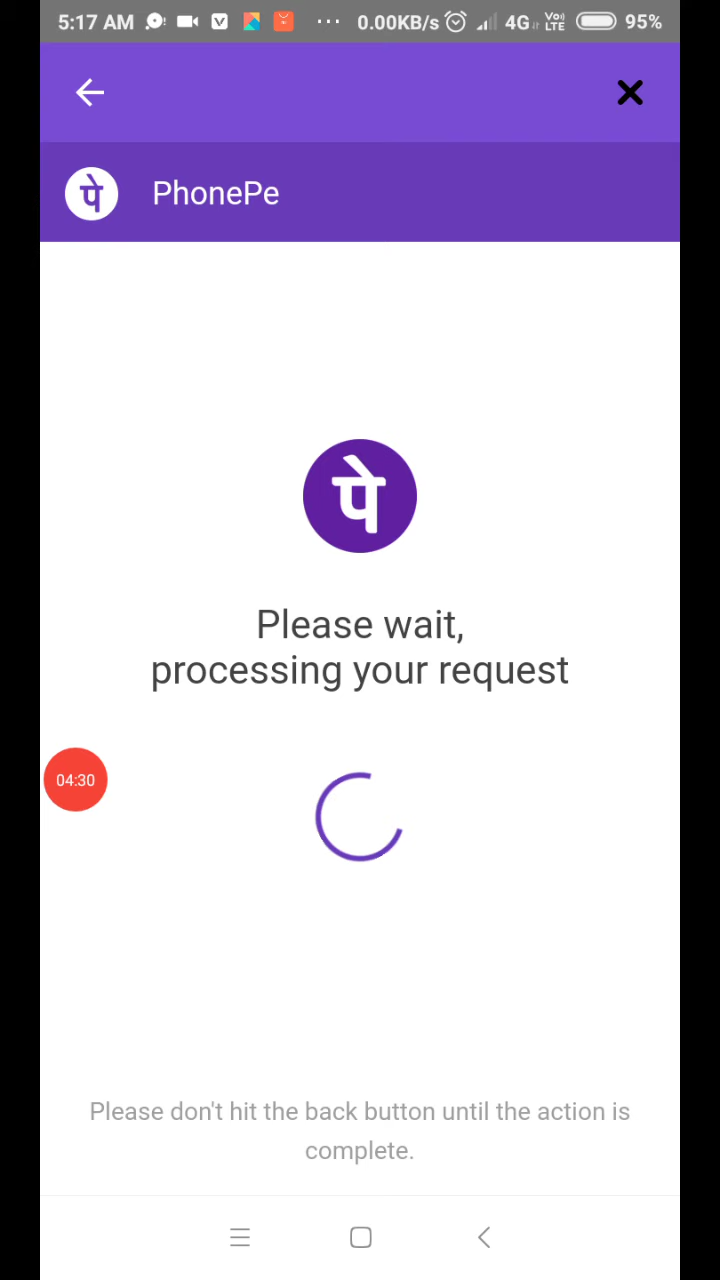 5:17 AM 0.00KB/s 4G VoLTE 95%
पे PhonePe
पे
Please wait,
processing your request
04:30
Please don't hit the back button until the action is
complete.